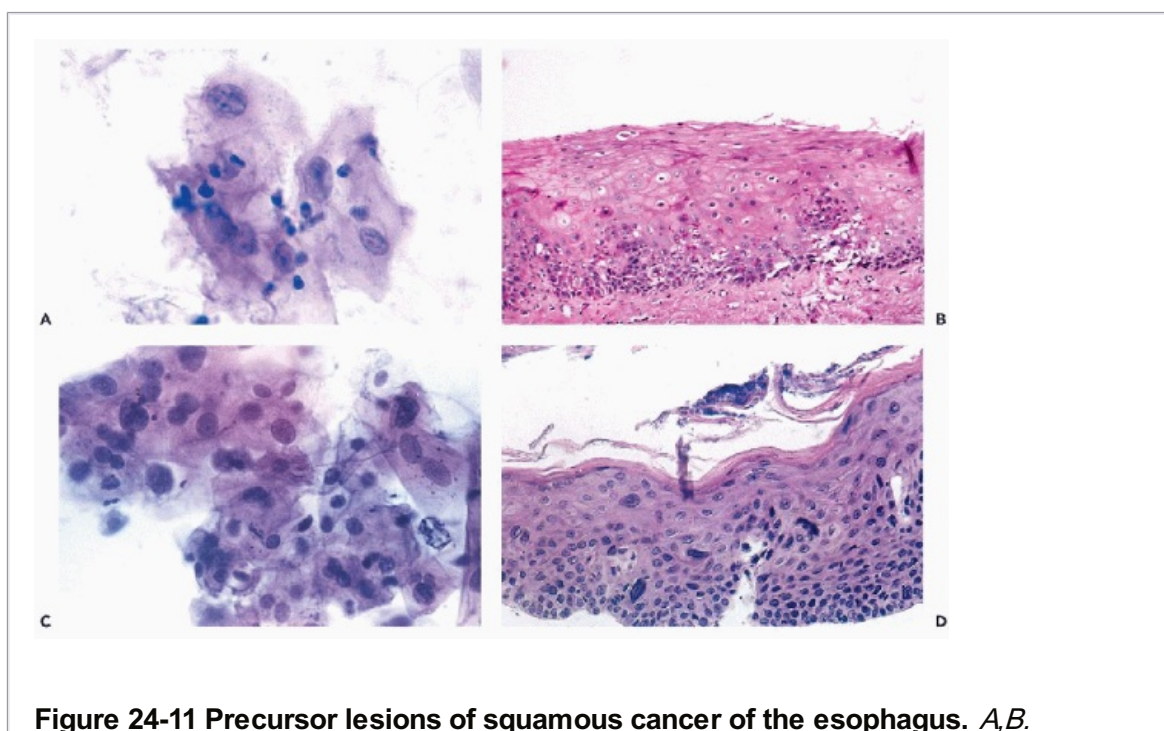 A
B
C
D
Figure 24-11 Precursor lesions of squamous cancer of the esophagus. A,B.